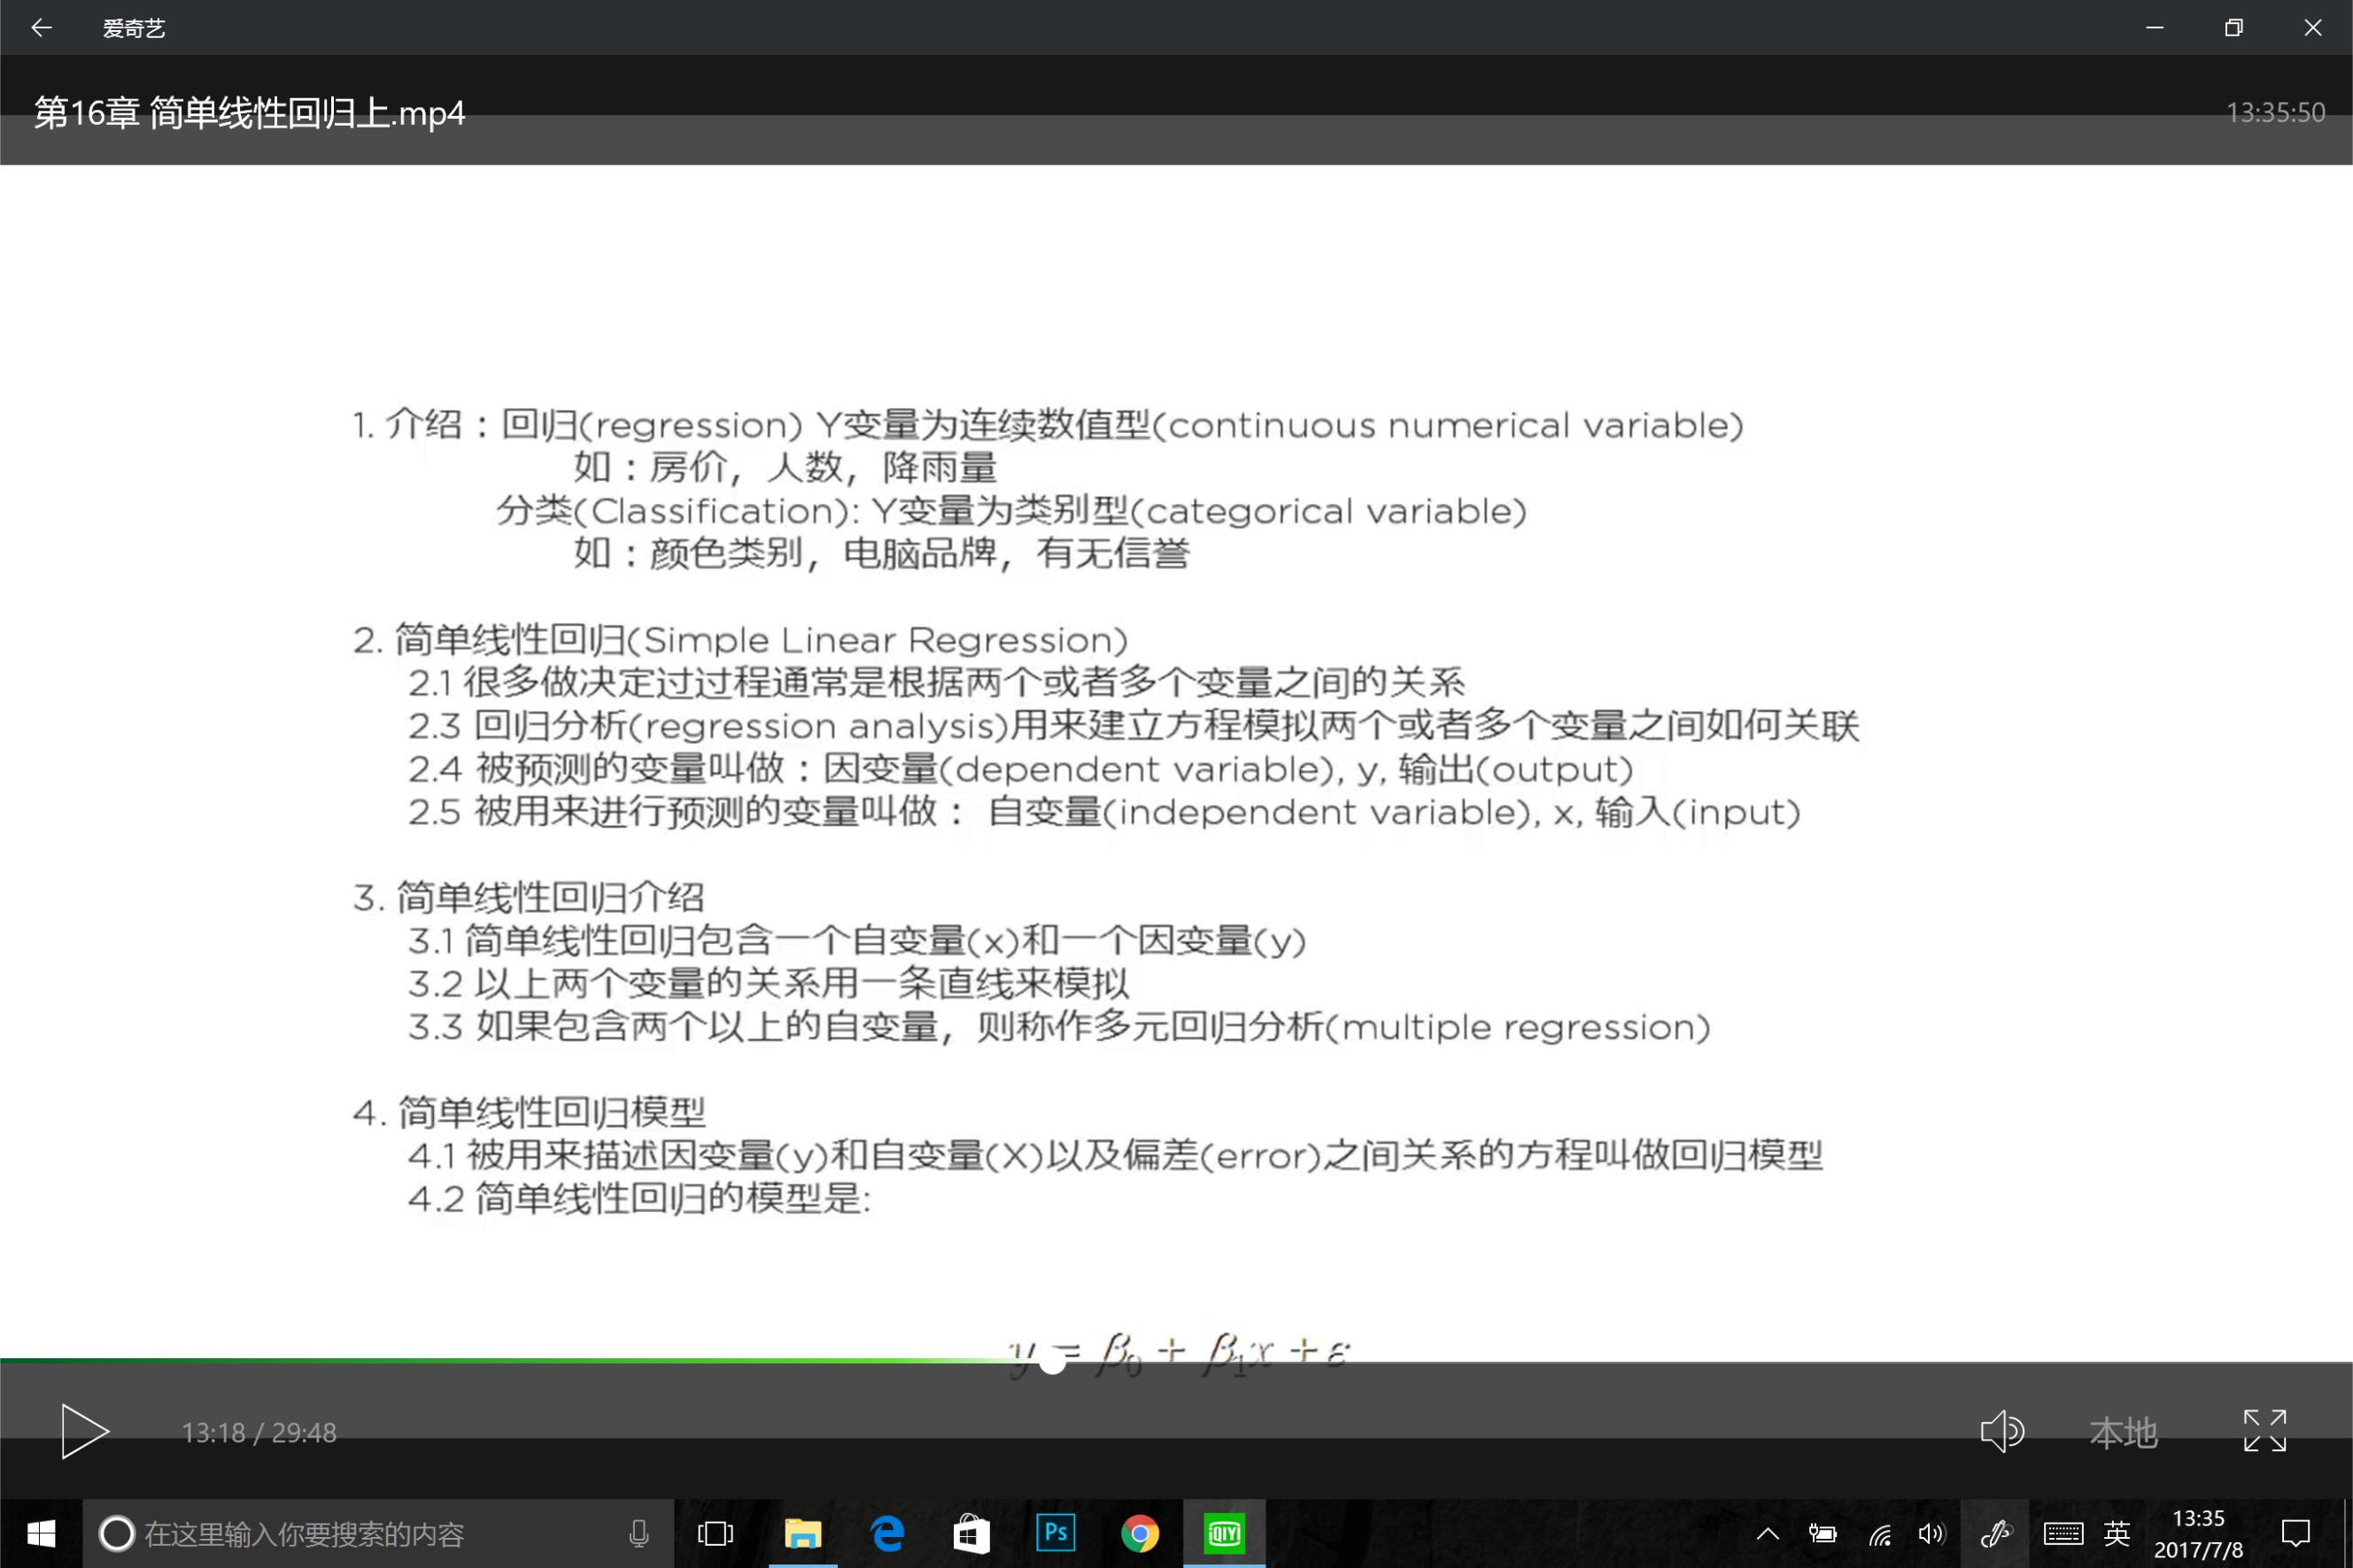 爱奇艺
第16章 简单线性回归上.mp4
13:35:50
1. 介绍：回归(regression) Y变量为连续数值型(continuous numerical variable)
如：房价，人数，降雨量
分类(Classification): Y变量为类别型(categorical variable)
如：颜色类别，电脑品牌，有无信誉
2. 简单线性回归(Simple Linear Regression)
2.1 很多做决定过过程通常是根据两个或者多个变量之间的关系
2.3 回归分析(regression analysis)用来建立方程模拟两个或者多个变量之间如何关联
2.4 被预测的变量叫做：因变量(dependent variable), y, 输出(output)
2.5 被用来进行预测的变量叫做： 自变量(independent variable), x, 输入(input)
3. 简单线性回归介绍
3.1 简单线性回归包含一个自变量(x)和一个因变量(y)
3.2 以上两个变量的关系用一条直线来模拟
3.3 如果包含两个以上的自变量，则称作多元回归分析(multiple regression)
4. 简单线性回归模型
4.1 被用来描述因变量(y)和自变量(X)以及偏差(error)之间关系的方程叫做回归模型
4.2 简单线性回归的模型是:
y = β₀ + β₁x + ε
13:18 / 29:48
本地
在这里输入你要搜索的内容
Ps
iQIY
英
13:35
2017/7/8